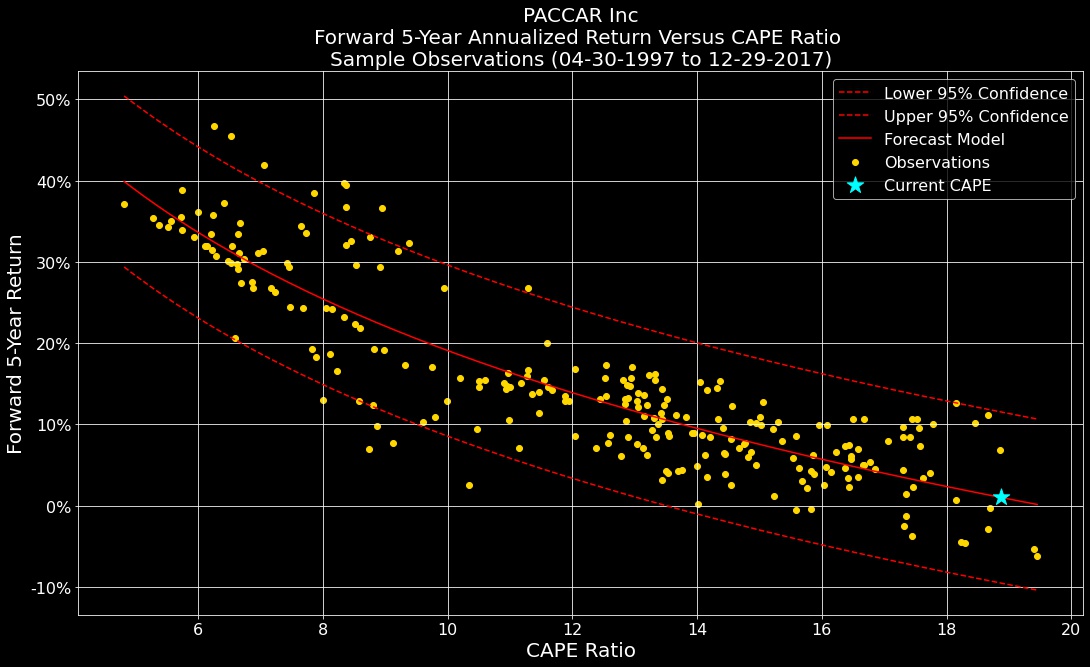 PACCAR Inc
Forward 5-Year Annualized Return Versus CAPE Ratio
Sample Observations (04-30-1997 to 12-29-2017)
Lower 95% Confidence
Upper 95% Confidence
Forecast Model
Observations
Current CAPE
Forward 5-Year Return
50%
40%
30%
20%
10%
0%
-10%
6 8 10 12 14 16 18 20
CAPE Ratio